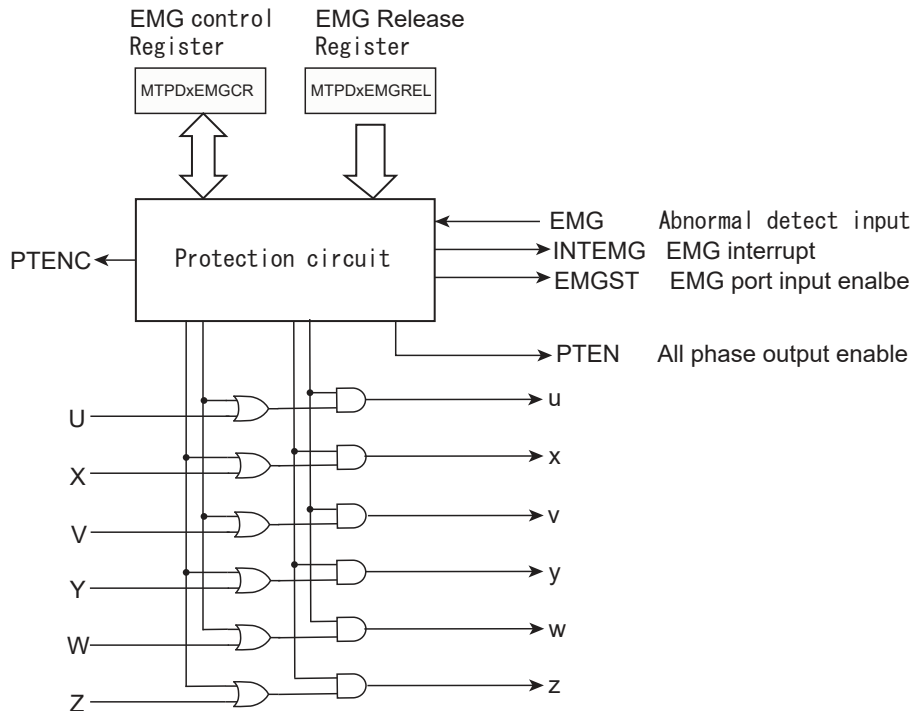 EMG control
Register
EMG Release
Register
MTPDxEMGCR
MTPDxEMGREL
PTENC
Protection circuit
EMG Abnormal detect input
INTEMG EMG interrupt
EMGST EMG port input enalbe
PTEN All phase output enable
U
u
X
x
V
v
Y
y
W
w
Z
z